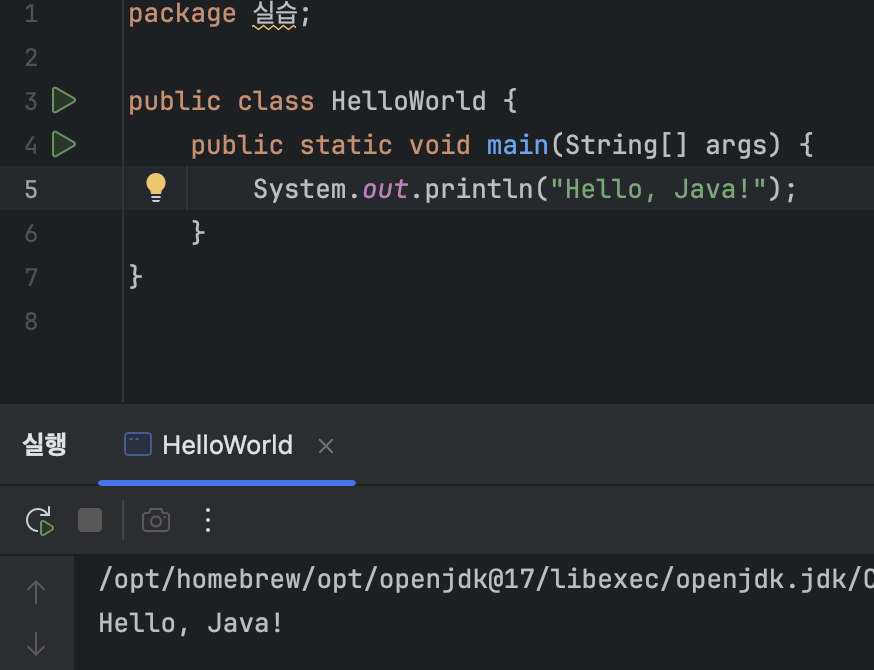 1 package 실습;
2
3 public class HelloWorld {
4 public static void main(String[] args) {
5 System.out.println("Hello, Java!");
6 }
7 }
8
실행 HelloWorld
/opt/homebrew/opt/openjdk@17/libexec/openjdk.jdk/C
Hello, Java!